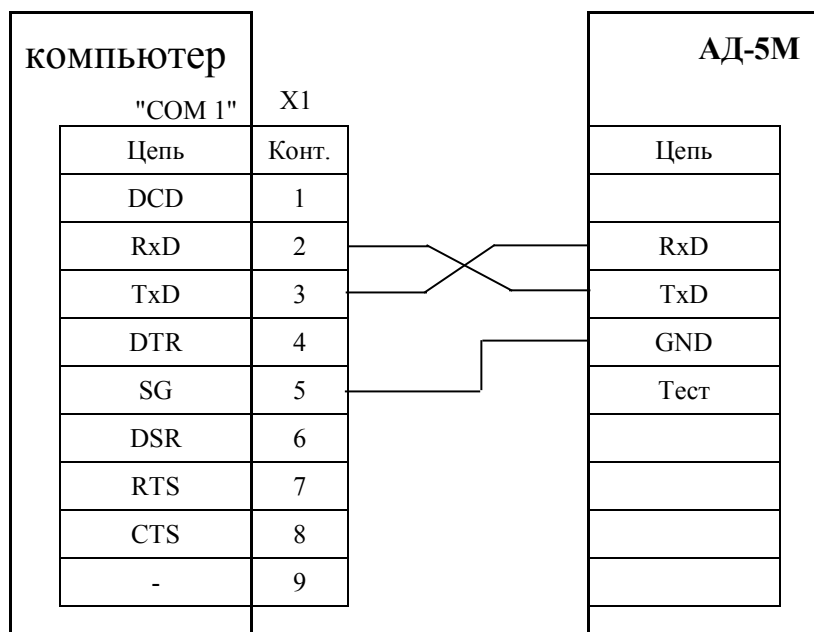 компьютер АД-5М
"COM 1" X1
Цепь Конт. Цепь
DCD 1
RxD 2 RxD
TxD 3 TxD
DTR 4 GND
SG 5 Тест
DSR 6
RTS 7
CTS 8
- 9